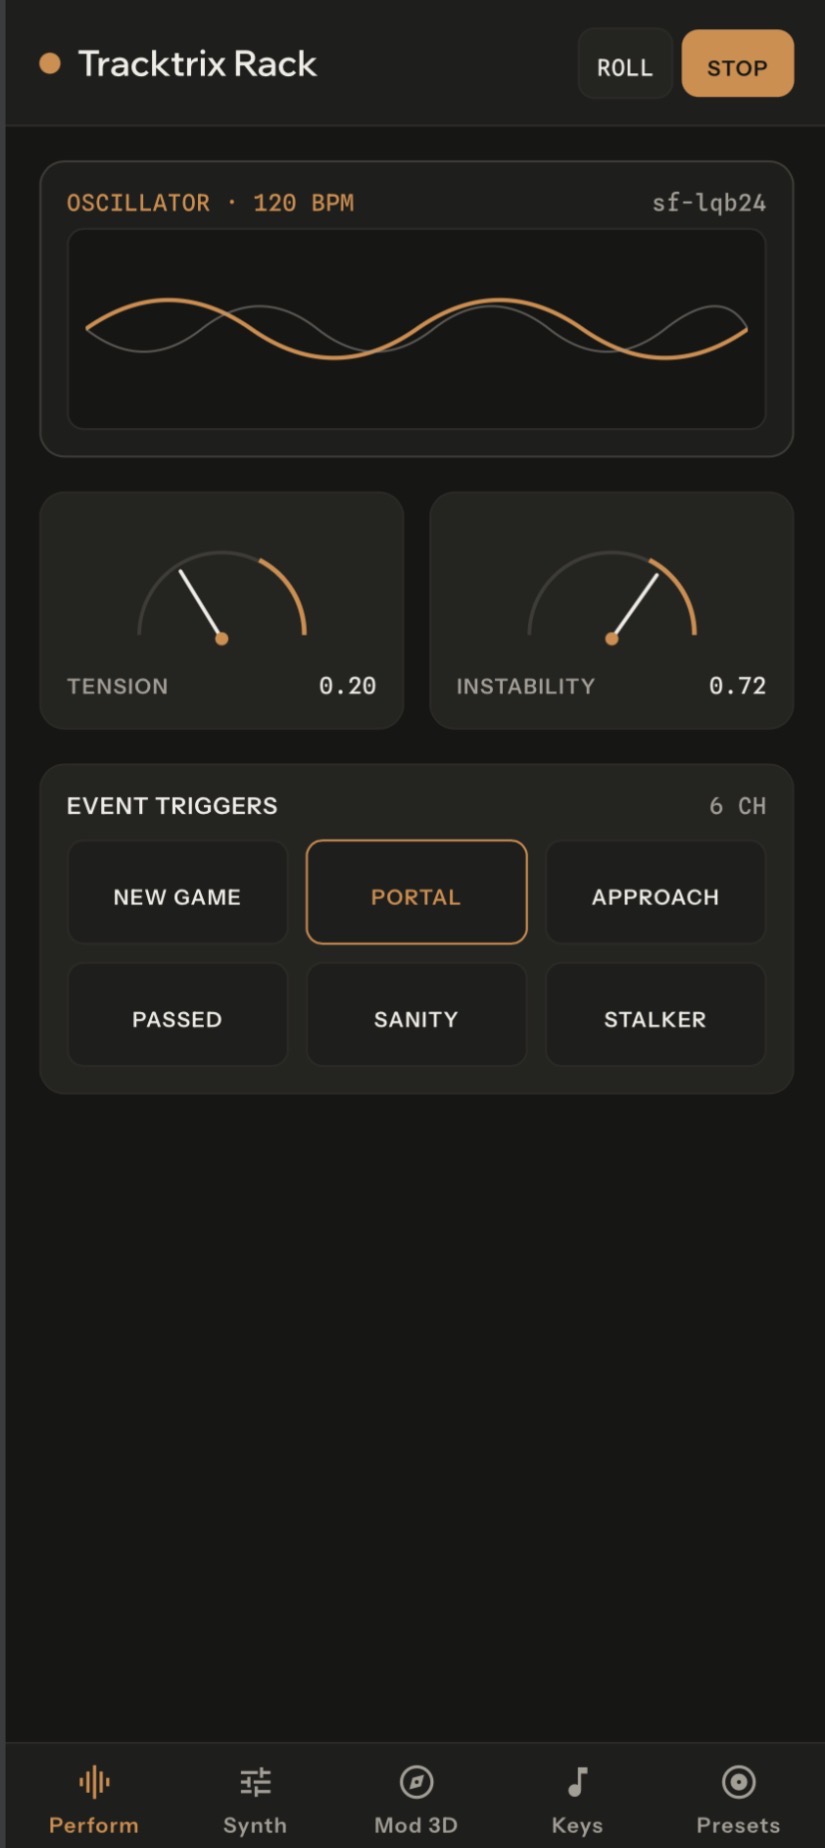 Tracktrix Rack
ROLL
STOP
OSCILLATOR · 120 BPM
sf-lqb24
TENSION
0.20
INSTABILITY
0.72
EVENT TRIGGERS
6 CH
NEW GAME
PORTAL
APPROACH
PASSED
SANITY
STALKER
Perform
Synth
Mod 3D
Keys
Presets